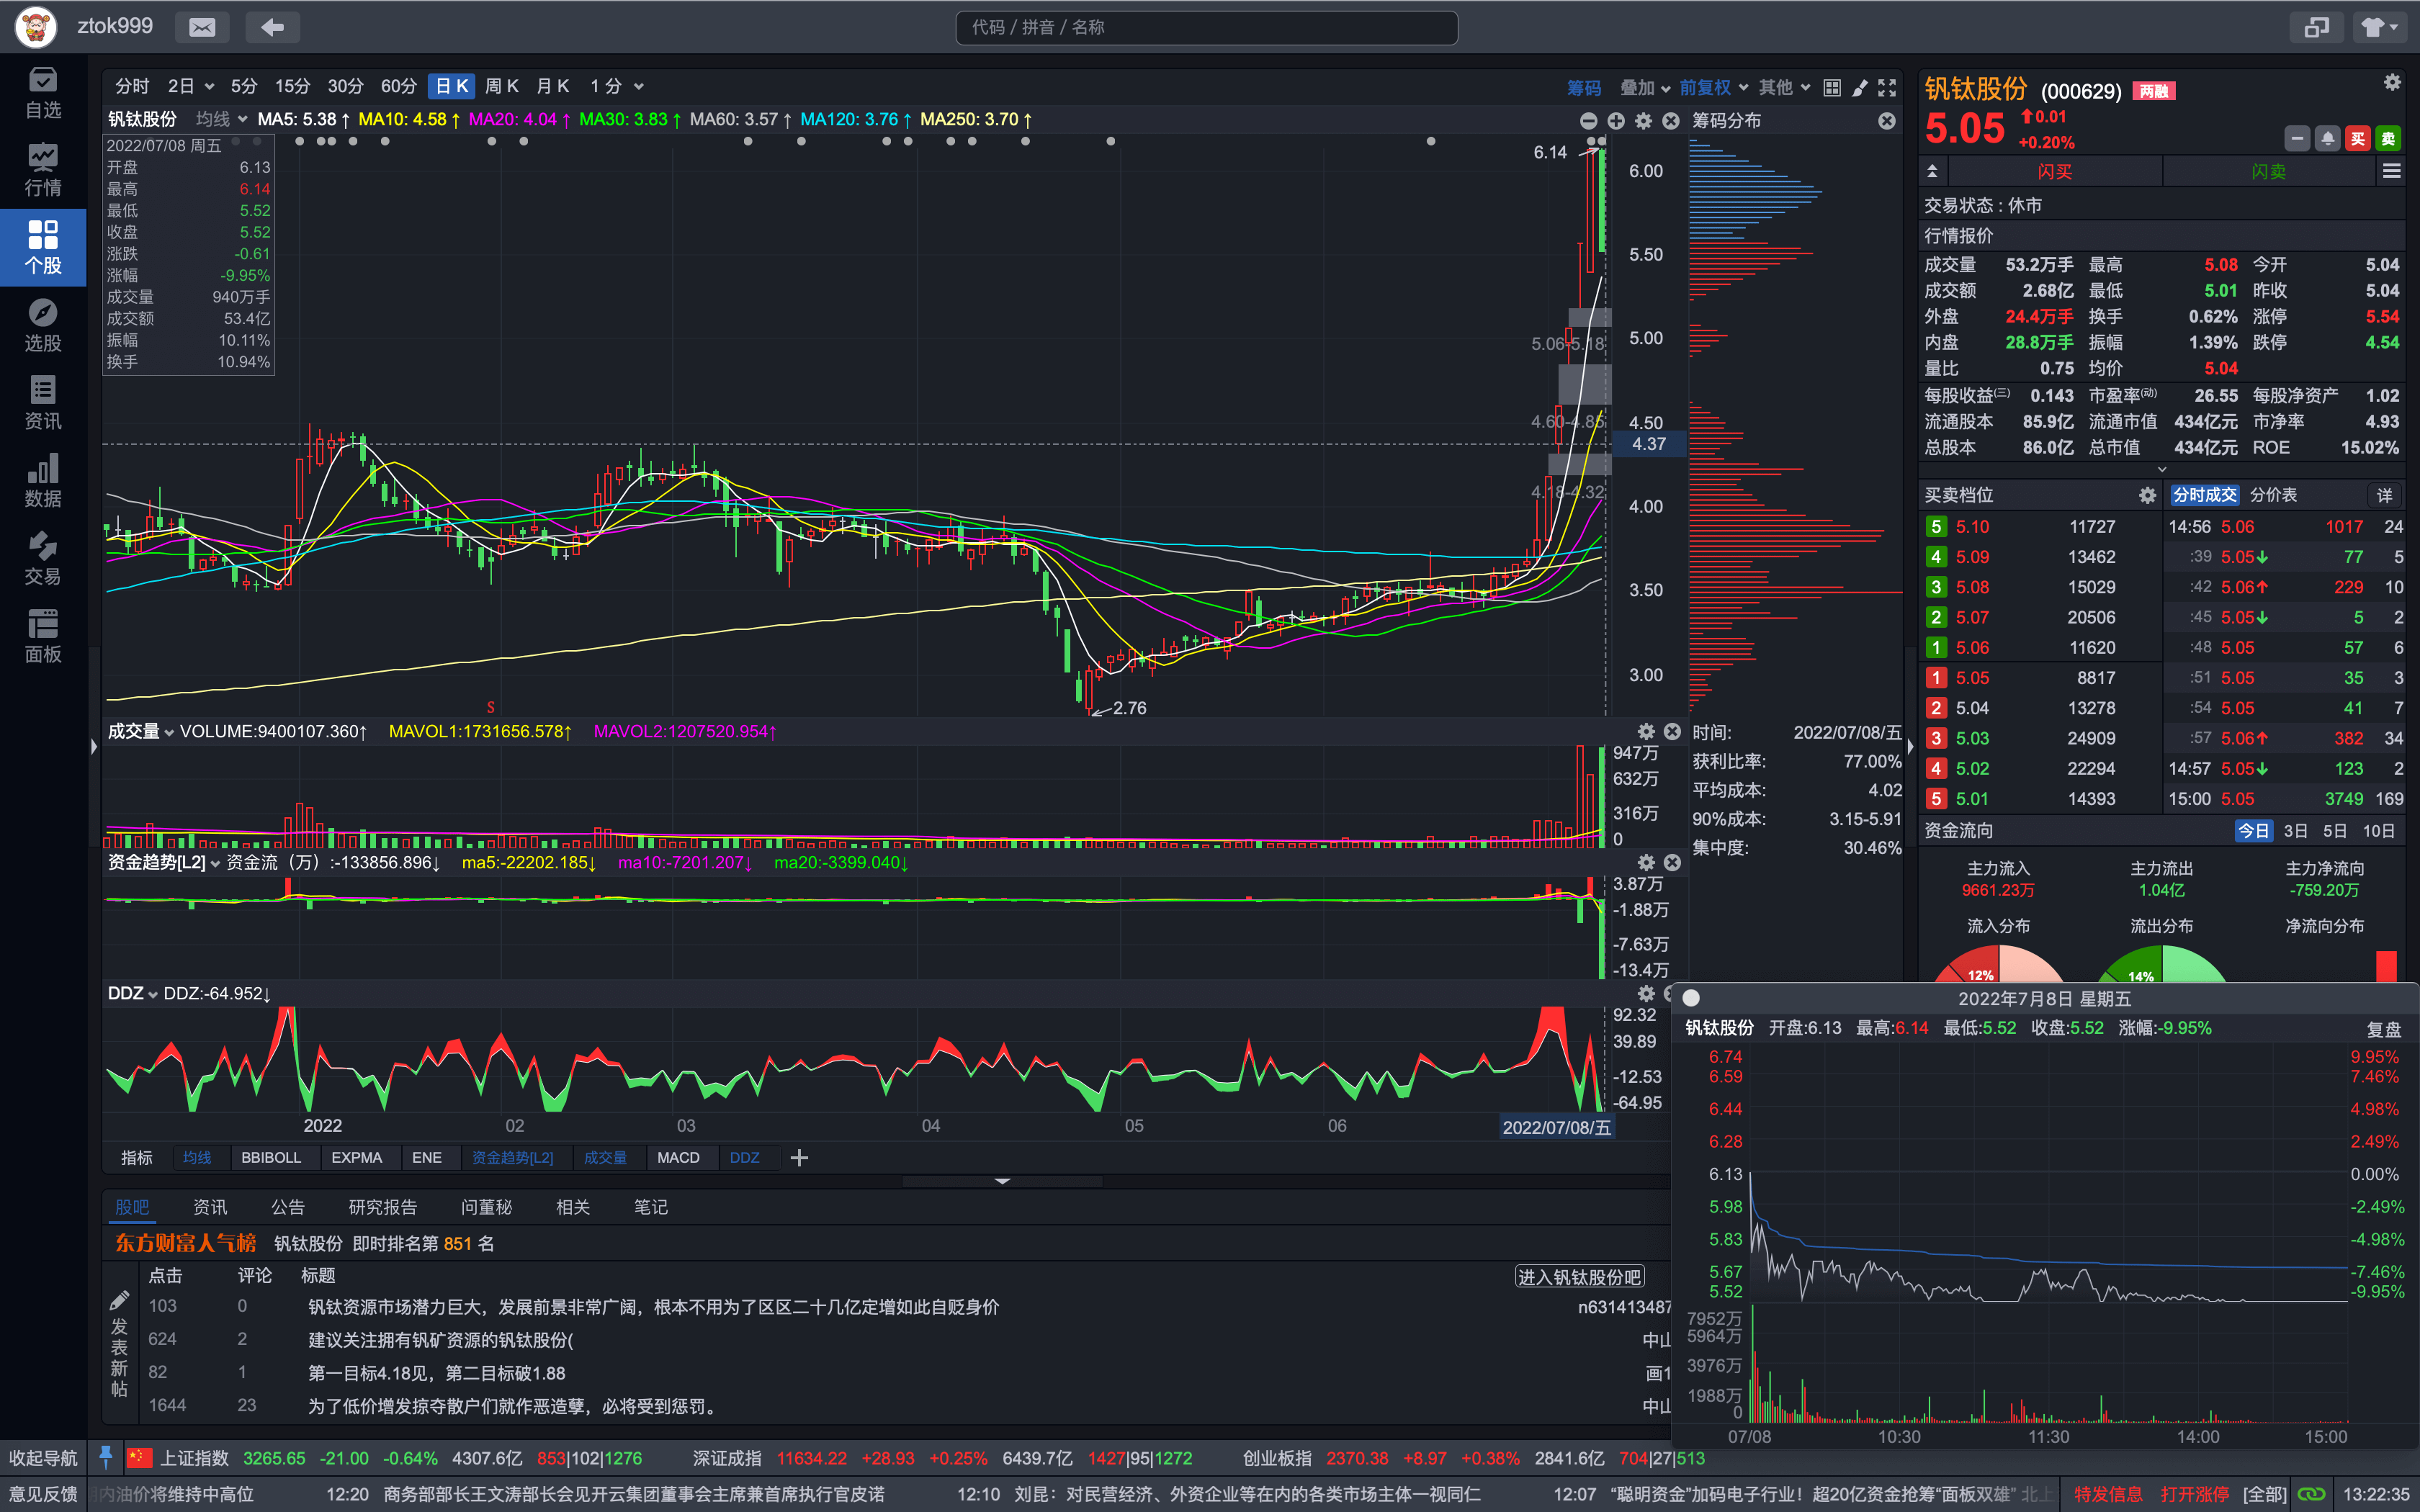 ztok999
代码 / 拼音 / 名称
自选
行情
个股
选股
资讯
数据
交易
面板
分时 2日 5分 15分 30分 60分 日K 周K 月K 1分
筹码 叠加 前复权 其他
钒钛股份 均线 MA5: 5.38↑ MA10: 4.58↑ MA20: 4.04↑ MA30: 3.83↑ MA60: 3.57↑ MA120: 3.76↑ MA250: 3.70↑
筹码分布
2022/07/08 周五
开盘 6.13
最高 6.14
最低 5.52
收盘 5.52
涨跌 -0.61
涨幅 -9.95%
成交量 940万手
成交额 53.4亿
振幅 10.11%
换手 10.94%
6.14
5.06-5.18
4.60-4.85
4.18-4.32
2.76
S
6.00
5.50
5.00
4.50
4.37
4.00
3.50
3.00
成交量 VOLUME:9400107.360↑ MAVOL1:1731656.578↑ MAVOL2:1207520.954↑
947万
632万
316万
0
资金趋势[L2] 资金流（万）:-133856.896↓ ma5:-22202.185↓ ma10:-7201.207↓ ma20:-3399.040↓
3.87万
-1.88万
-7.63万
-13.4万
DDZ DDZ:-64.952↓
92.32
39.89
-12.53
-64.95
2022 02 03 04 05 06 2022/07/08/五
指标 均线 BBIBOLL EXPMA ENE 资金趋势[L2] 成交量 MACD DDZ
时间: 2022/07/08/五
获利比率: 77.00%
平均成本: 4.02
90%成本: 3.15-5.91
集中度: 30.46%
股吧 资讯 公告 研究报告 问董秘 相关 笔记
东方财富人气榜 钒钛股份 即时排名第 851 名
发表新帖
点击 评论 标题 进入钒钛股份吧
103 0 钒钛资源市场潜力巨大，发展前景非常广阔，根本不用为了区区二十几亿定增如此自贬身价 n631413487
624 2 建议关注拥有钒矿资源的钒钛股份( 中山
82 1 第一目标4.18见，第二目标破1.88 画1
1644 23 为了低价增发掠夺散户们就作恶造孽，必将受到惩罚。 中山
钒钛股份 (000629) 两融
5.05 0.01
+0.20%
买 卖
闪买 闪卖
交易状态：休市
行情报价
成交量 53.2万手 最高 5.08 今开 5.04
成交额 2.68亿 最低 5.01 昨收 5.04
外盘 24.4万手 换手 0.62% 涨停 5.54
内盘 28.8万手 振幅 1.39% 跌停 4.54
量比 0.75 均价 5.04
每股收益(三) 0.143 市盈率(动) 26.55 每股净资产 1.02
流通股本 85.9亿 流通市值 434亿元 市净率 4.93
总股本 86.0亿 总市值 434亿元 ROE 15.02%
买卖档位 分时成交 分价表 详
5 5.10 11727 14:56 5.06 1017 24
4 5.09 13462 :39 5.05↓ 77 5
3 5.08 15029 :42 5.06↑ 229 10
2 5.07 20506 :45 5.05↓ 5 2
1 5.06 11620 :48 5.05 57 6
1 5.05 8817 :51 5.05 35 3
2 5.04 13278 :54 5.05 41 7
3 5.03 24909 :57 5.06↑ 382 34
4 5.02 22294 14:57 5.05↓ 123 2
5 5.01 14393 15:00 5.05 3749 169
资金流向 今日 3日 5日 10日
主力流入 主力流出 主力净流向
9661.23万 1.04亿 -759.20万
流入分布 流出分布 净流向分布
12% 14%
2022年7月8日 星期五
钒钛股份 开盘:6.13 最高:6.14 最低:5.52 收盘:5.52 涨幅:-9.95% 复盘
6.74 9.95%
6.59 7.46%
6.44 4.98%
6.28 2.49%
6.13 0.00%
5.98 -2.49%
5.83 -4.98%
5.67 -7.46%
5.52 -9.95%
7952万
5964万
3976万
1988万
0
07/08 10:30 11:30 14:00 15:00
收起导航 上证指数 3265.65 -21.00 -0.64% 4307.6亿 853|102|1276 深证成指 11634.22 +28.93 +0.25% 6439.7亿 1427|95|1272 创业板指 2370.38 +8.97 +0.38% 2841.6亿 704|27|513
意见反馈 内油价将维持中高位 12:20 商务部部长王文涛部长会见开云集团董事会主席兼首席执行官皮诺 12:10 刘昆：对民营经济、外资企业等在内的各类市场主体一视同仁 12:07 “聪明资金”加码电子行业！超20亿资金抢筹“面板双雄” 北上 特发信息 打开涨停 [全部] 13:22:35